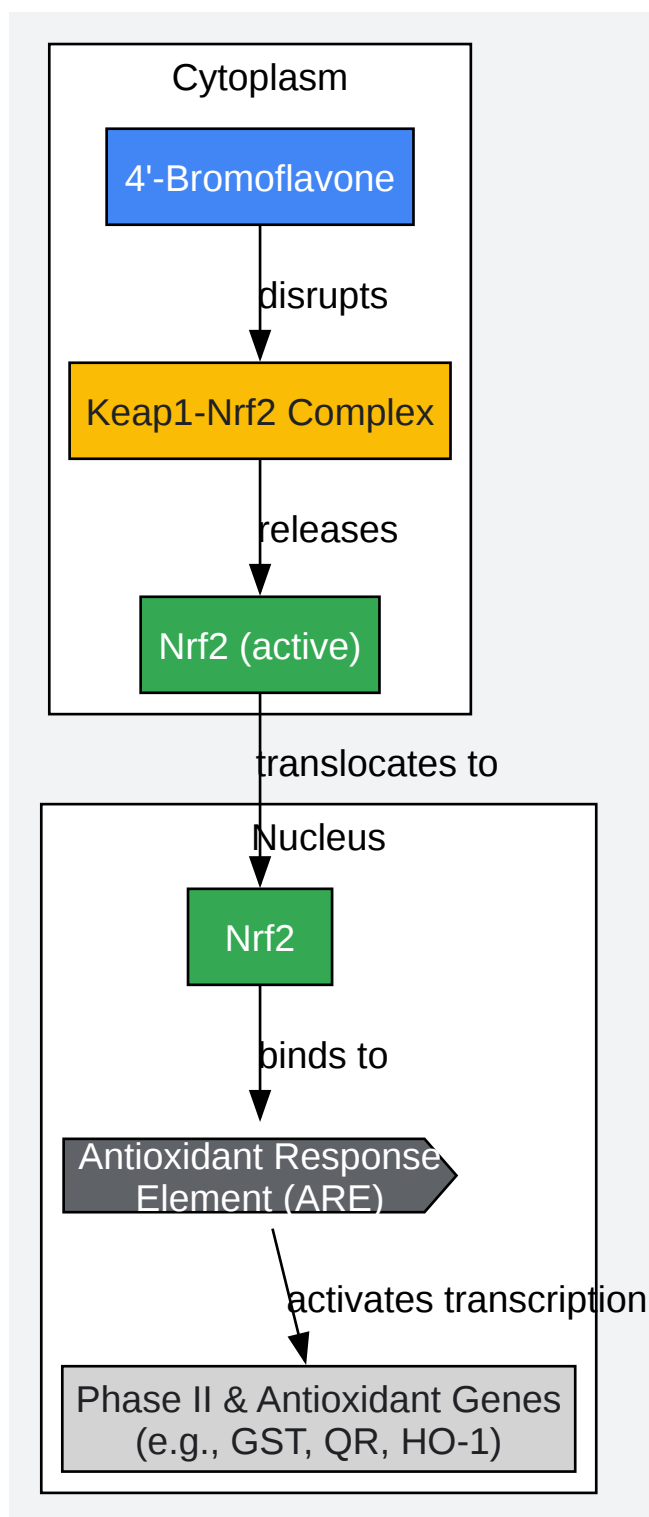 Cytoplasm
4'-Bromoflavone
disrupts
Keap1-Nrf2 Complex
releases
Nrf2 (active)
translocates to
Nucleus
Nrf2
binds to
Antioxidant Response
Element (ARE)
activates transcription
Phase II & Antioxidant Genes
(e.g., GST, QR, HO-1)